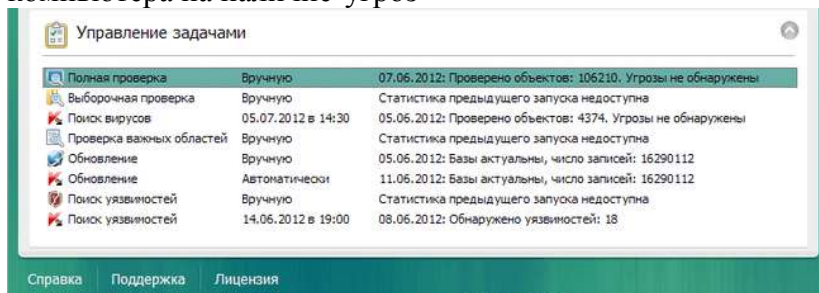 компьютера на наличие угроз
Управление задачами
Полная проверка Вручную 07.06.2012: Проверено объектов: 106210. Угрозы не обнаружены
Выборочная проверка Вручную Статистика предыдущего запуска недоступна
Поиск вирусов 05.07.2012 в 14:30 05.06.2012: Проверено объектов: 4374. Угрозы не обнаружены
Проверка важных областей Вручную Статистика предыдущего запуска недоступна
Обновление Вручную 05.06.2012: Базы актуальны, число записей: 16290112
Обновление Автоматически 11.06.2012: Базы актуальны, число записей: 16290112
Поиск уязвимостей Вручную Статистика предыдущего запуска недоступна
Поиск уязвимостей 14.06.2012 в 19:00 08.06.2012: Обнаружено уязвимостей: 18
Справка Поддержка Лицензия